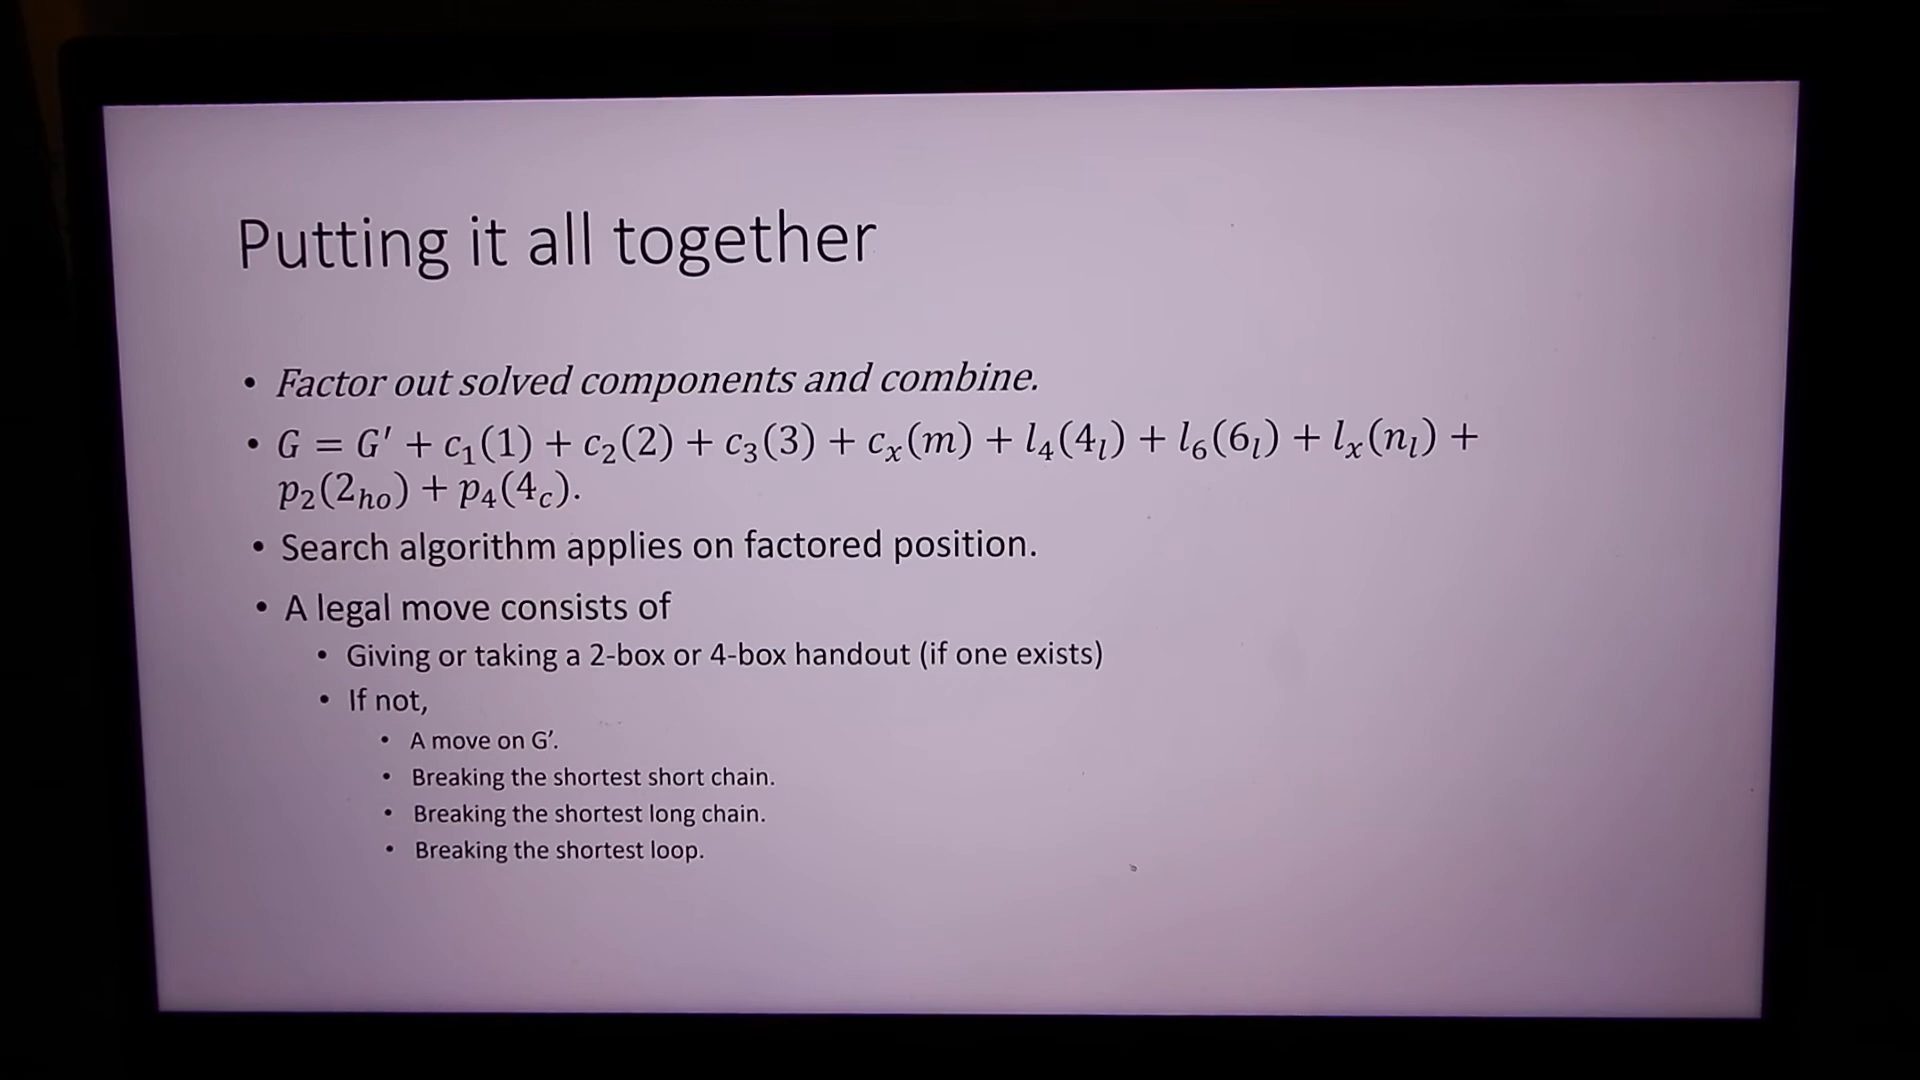 Putting it all together
• Factor out solved components and combine.
• G = G′ + c₁(1) + c₂(2) + c₃(3) + cₓ(m) + l₄(4ₗ) + l₆(6ₗ) + lₓ(nₗ) +
p₂(2ₕₒ) + p₄(4_c).
• Search algorithm applies on factored position.
• A legal move consists of
• Giving or taking a 2-box or 4-box handout (if one exists)
• If not,
• A move on G’.
• Breaking the shortest short chain.
• Breaking the shortest long chain.
• Breaking the shortest loop.